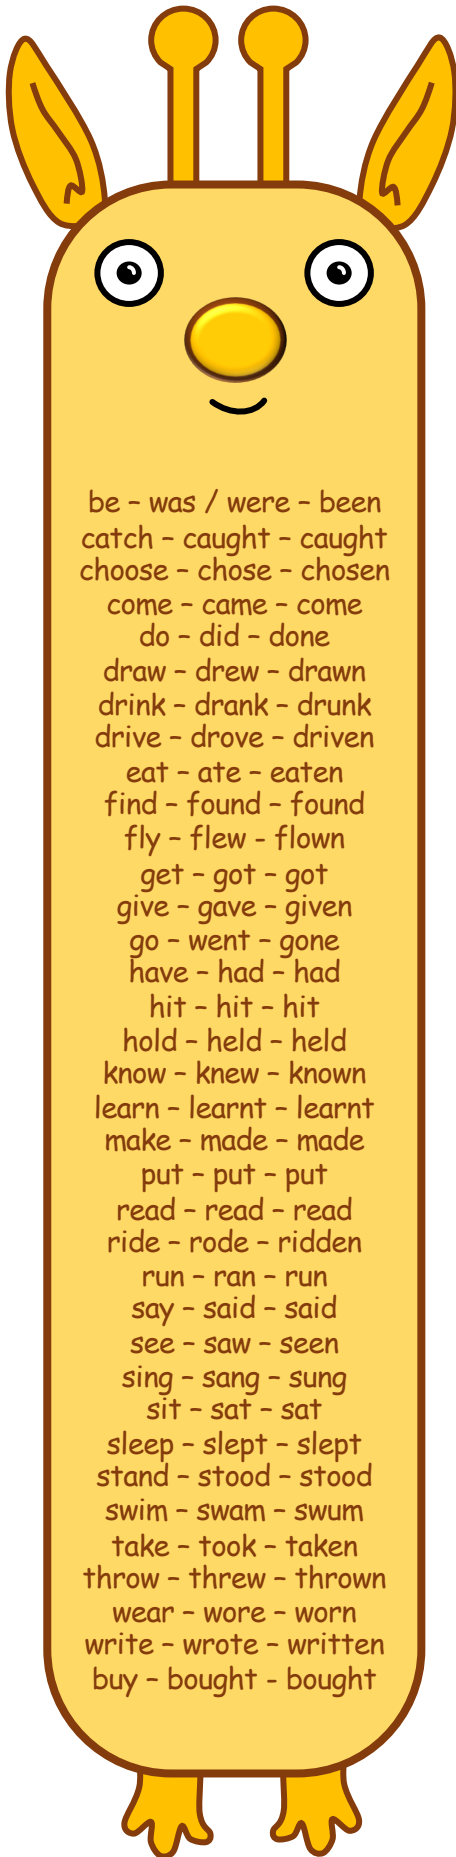 be – was / were – been
catch – caught – caught
choose – chose – chosen
come – came – come
do – did – done
draw – drew – drawn
drink – drank – drunk
drive – drove – driven
eat – ate – eaten
find – found – found
fly – flew - flown
get – got – got
give – gave – given
go – went – gone
have – had – had
hit – hit – hit
hold – held – held
know – knew – known
learn – learnt – learnt
make – made – made
put – put – put
read – read – read
ride – rode – ridden
run – ran – run
say – said – said
see – saw – seen
sing – sang – sung
sit – sat – sat
sleep – slept – slept
stand – stood – stood
swim – swam – swum
take – took – taken
throw – threw – thrown
wear – wore – worn
write – wrote – written
buy – bought - bought